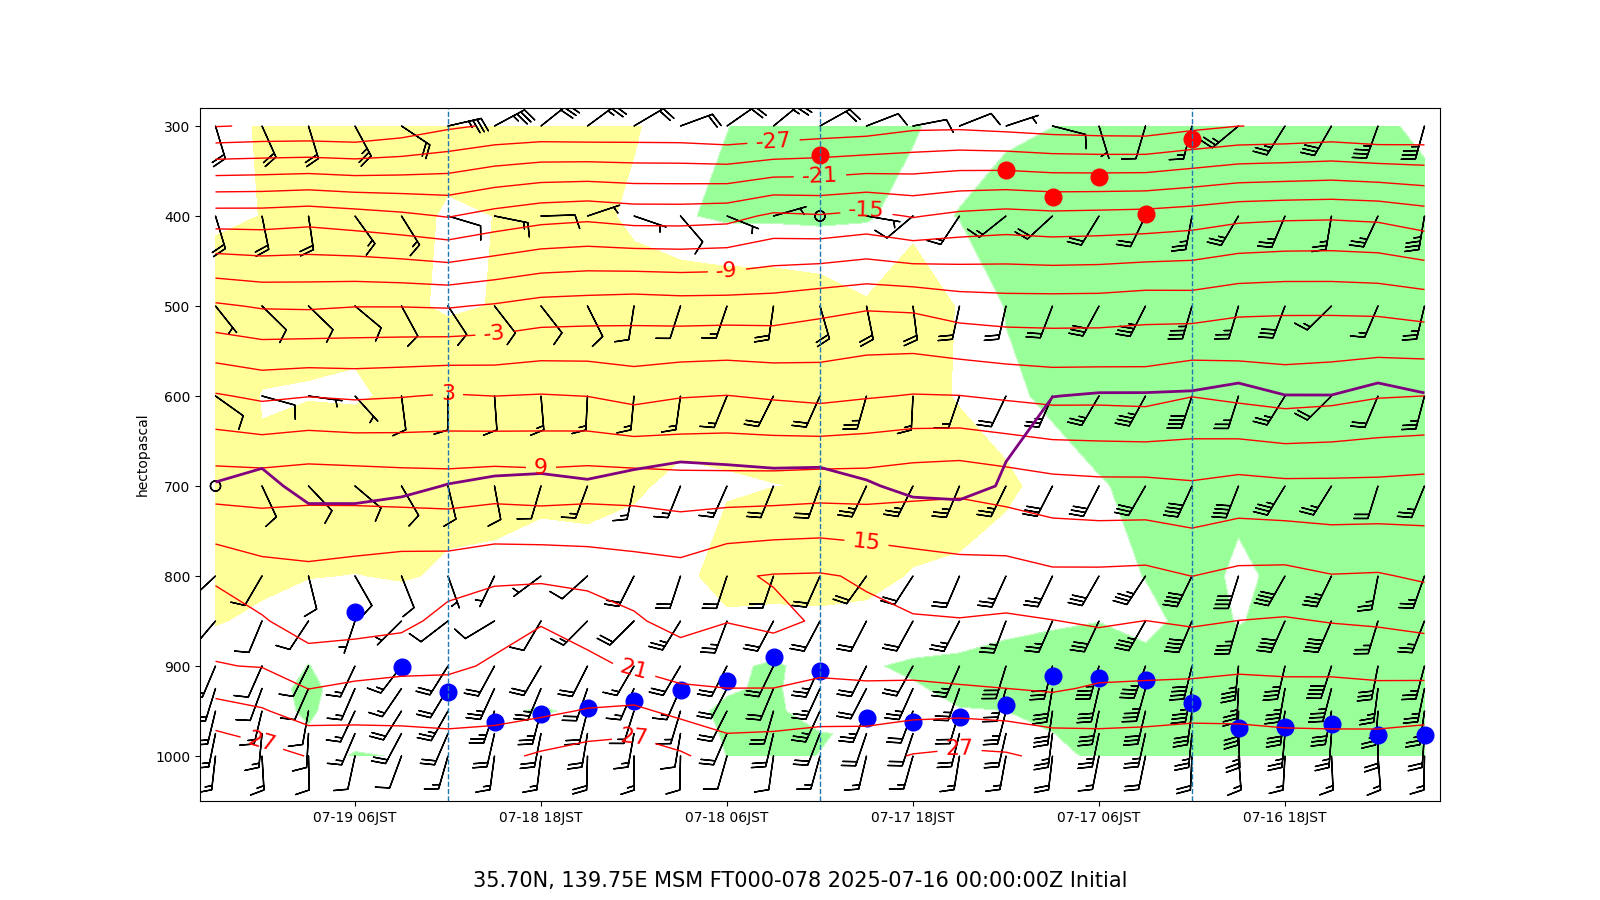 300
-27
-21
400
-15
-9
500
-3
600
3
9
700
15
800
21
900
27
27
27
1000
hectopascal
07-19 06JST
07-18 18JST
07-18 06JST
07-17 18JST
07-17 06JST
07-16 18JST
35.70N, 139.75E MSM FT000-078 2025-07-16 00:00:00Z Initial